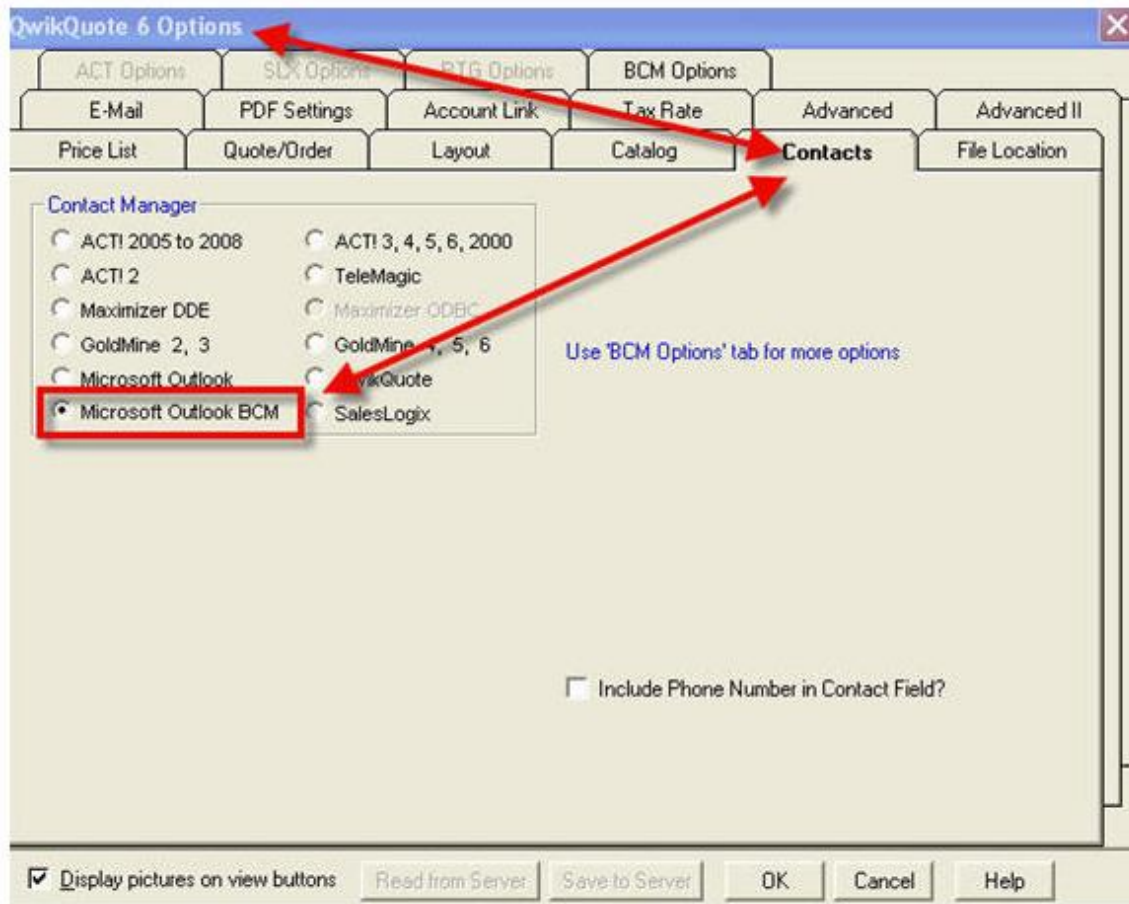 QwikQuote 6 Options
ACT Options SLX Options RTG Options BCM Options
E-Mail PDF Settings Account Link Tax Rate Advanced Advanced II
Price List Quote/Order Layout Catalog Contacts File Location
Contact Manager
ACT! 2005 to 2008 ACT! 3, 4, 5, 6, 2000
ACT! 2 TeleMagic
Maximizer DDE Maximizer ODBC
GoldMine 2, 3 GoldMine 4, 5, 6
Use 'BCM Options' tab for more options
Microsoft Outlook QwikQuote
Microsoft Outlook BCM SalesLogix
Include Phone Number in Contact Field?
Display pictures on view buttons Read from Server Save to Server OK Cancel Help